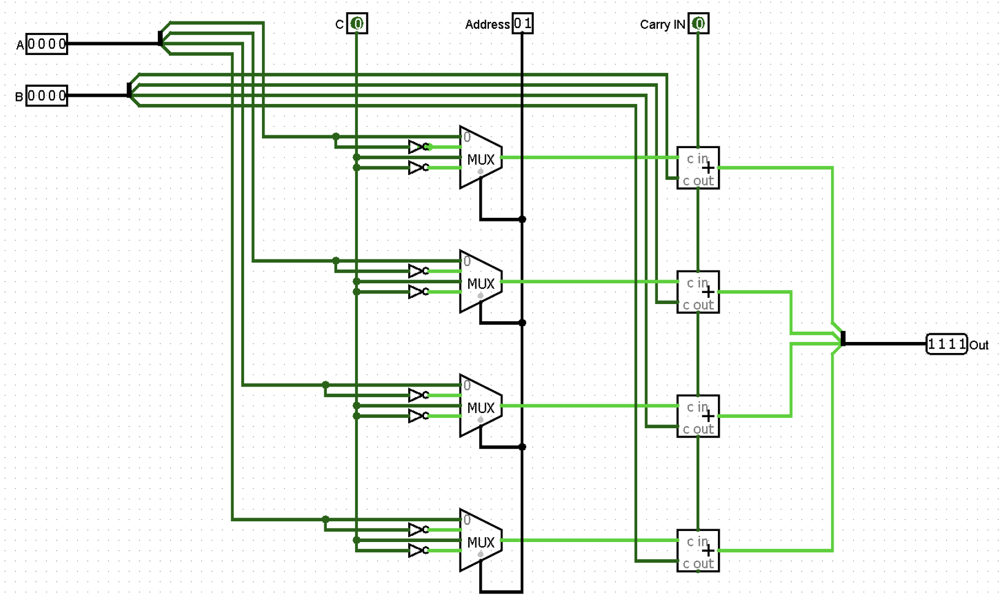 C 0
Address 0 1
Carry IN 0
A 0 0 0 0
B 0 0 0 0
0
MUX
c in
+
c out
0
MUX
c in
+
c out
1 1 1 1 Out
0
MUX
c in
+
c out
0
MUX
c in
+
c out